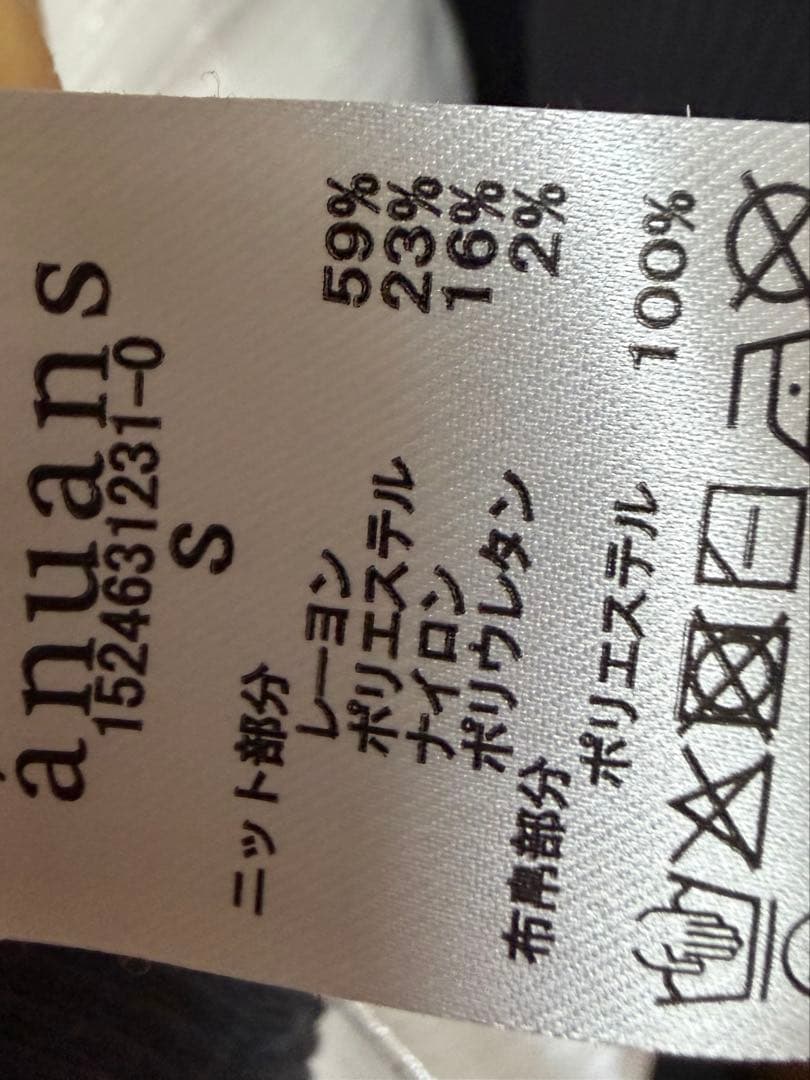 anuans
1524631231-0
S
ニット部分
レーヨン 59%
ポリエステル 23%
ナイロン 16%
ポリウレタン 2%
布帛部分
ポリエステル 100%